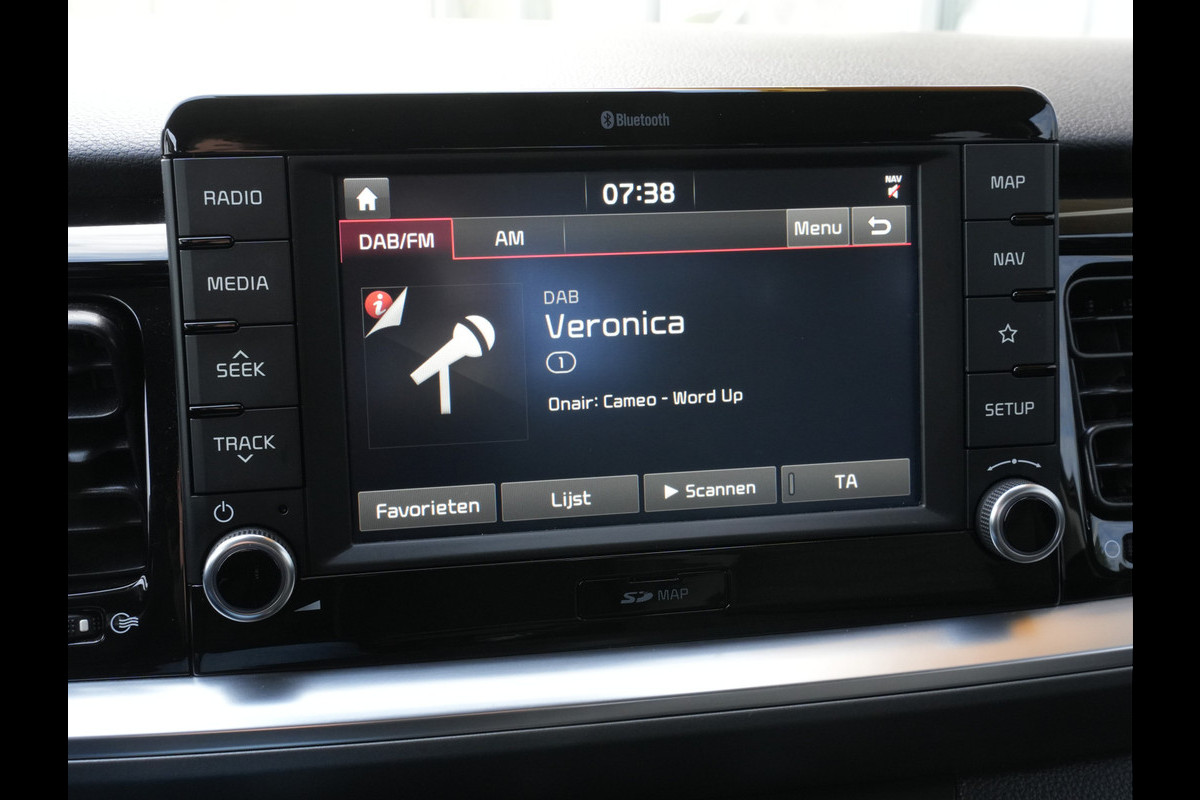 Bluetooth
RADIO
MEDIA
SEEK
TRACK
07:38
NAV
DAB/FM
AM
Menu
i
DAB
Veronica
1
Onair: Cameo - Word Up
Favorieten
Lijst
Scannen
TA
MAP
NAV
SETUP
SD MAP